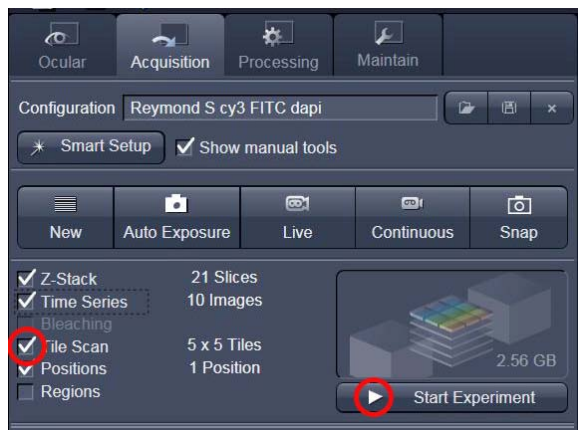 Ocular Acquisition Processing Maintain
Configuration Reymond S cy3 FITC dapi
Smart Setup Show manual tools
New Auto Exposure Live Continuous Snap
Z-Stack 21 Slices
Time Series 10 Images
Bleaching
Tile Scan 5 x 5 Tiles
2.56 GB
Positions 1 Position
Regions
Start Experiment